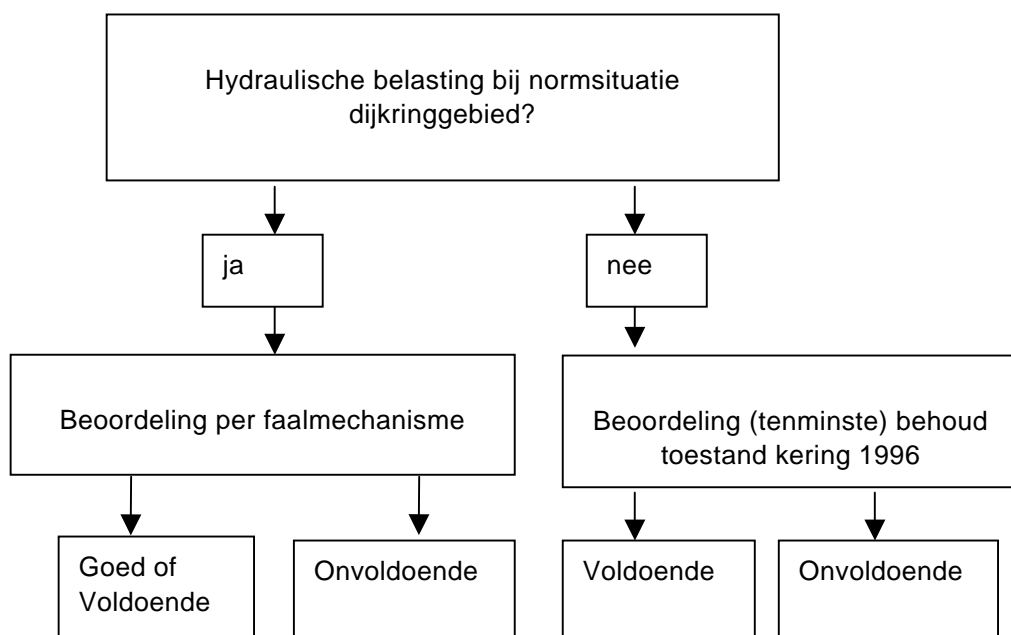 Hydraulische belasting bij normsituatie
dijkringgebied?
ja
nee
Beoordeling per faalmechanisme
Beoordeling (tenminste) behoud
toestand kering 1996
Goed of
Voldoende
Onvoldoende
Voldoende
Onvoldoende